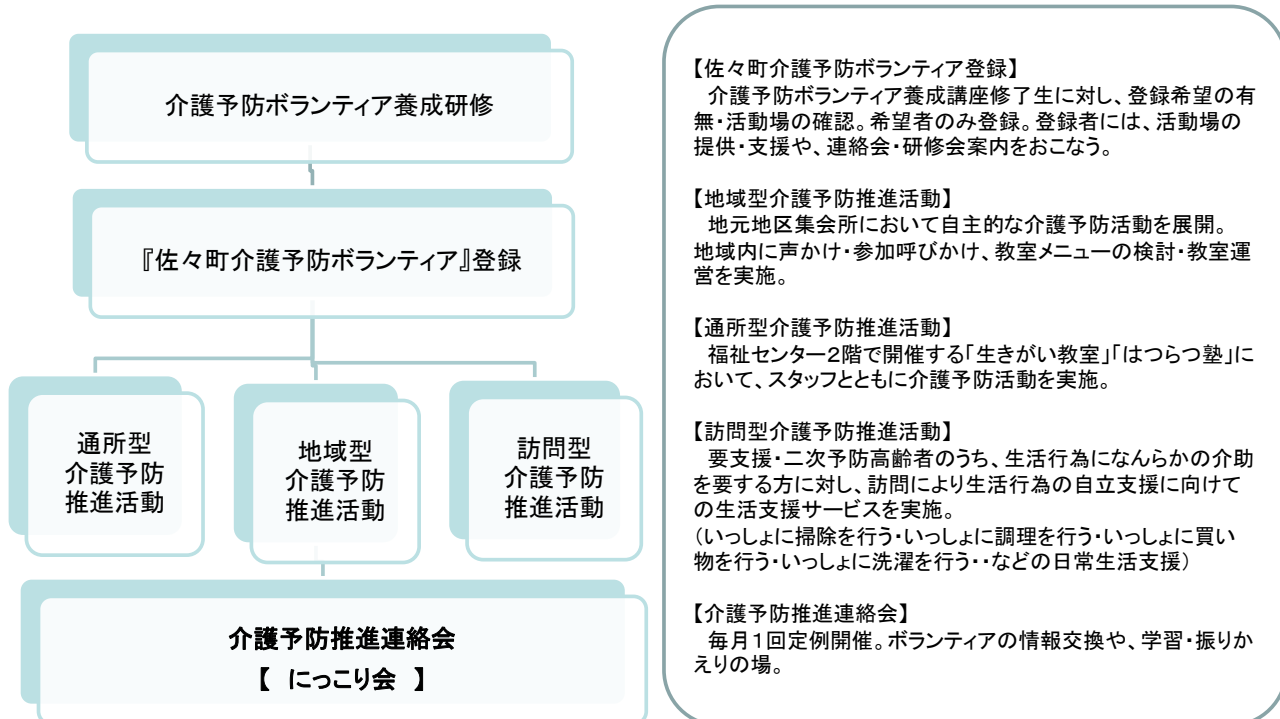 介護予防ボランティア養成研修
『佐々町介護予防ボランティア』登録
通所型
介護予防
推進活動
地域型
介護予防
推進活動
訪問型
介護予防
推進活動
介護予防推進連絡会
【　にっこり会　】
【佐々町介護予防ボランティア登録】
　介護予防ボランティア養成講座修了生に対し、登録希望の有
無・活動場の確認。希望者のみ登録。登録者には、活動場の
提供・支援や、連絡会・研修会案内をおこなう。
【地域型介護予防推進活動】
　地元地区集会所において自主的な介護予防活動を展開。
地域内に声かけ・参加呼びかけ、教室メニューの検討・教室運
営を実施。
【通所型介護予防推進活動】
　福祉センター2階で開催する「生きがい教室」「はつらつ塾」に
おいて、スタッフとともに介護予防活動を実施。
【訪問型介護予防推進活動】
　要支援・二次予防高齢者のうち、生活行為になんらかの介助
を要する方に対し、訪問により生活行為の自立支援に向けて
の生活支援サービスを実施。
（いっしょに掃除を行う・いっしょに調理を行う・いっしょに買い
物を行う・いっしょに洗濯を行う・・などの日常生活支援）
【介護予防推進連絡会】
　毎月1回定例開催。ボランティアの情報交換や、学習・振りか
えりの場。